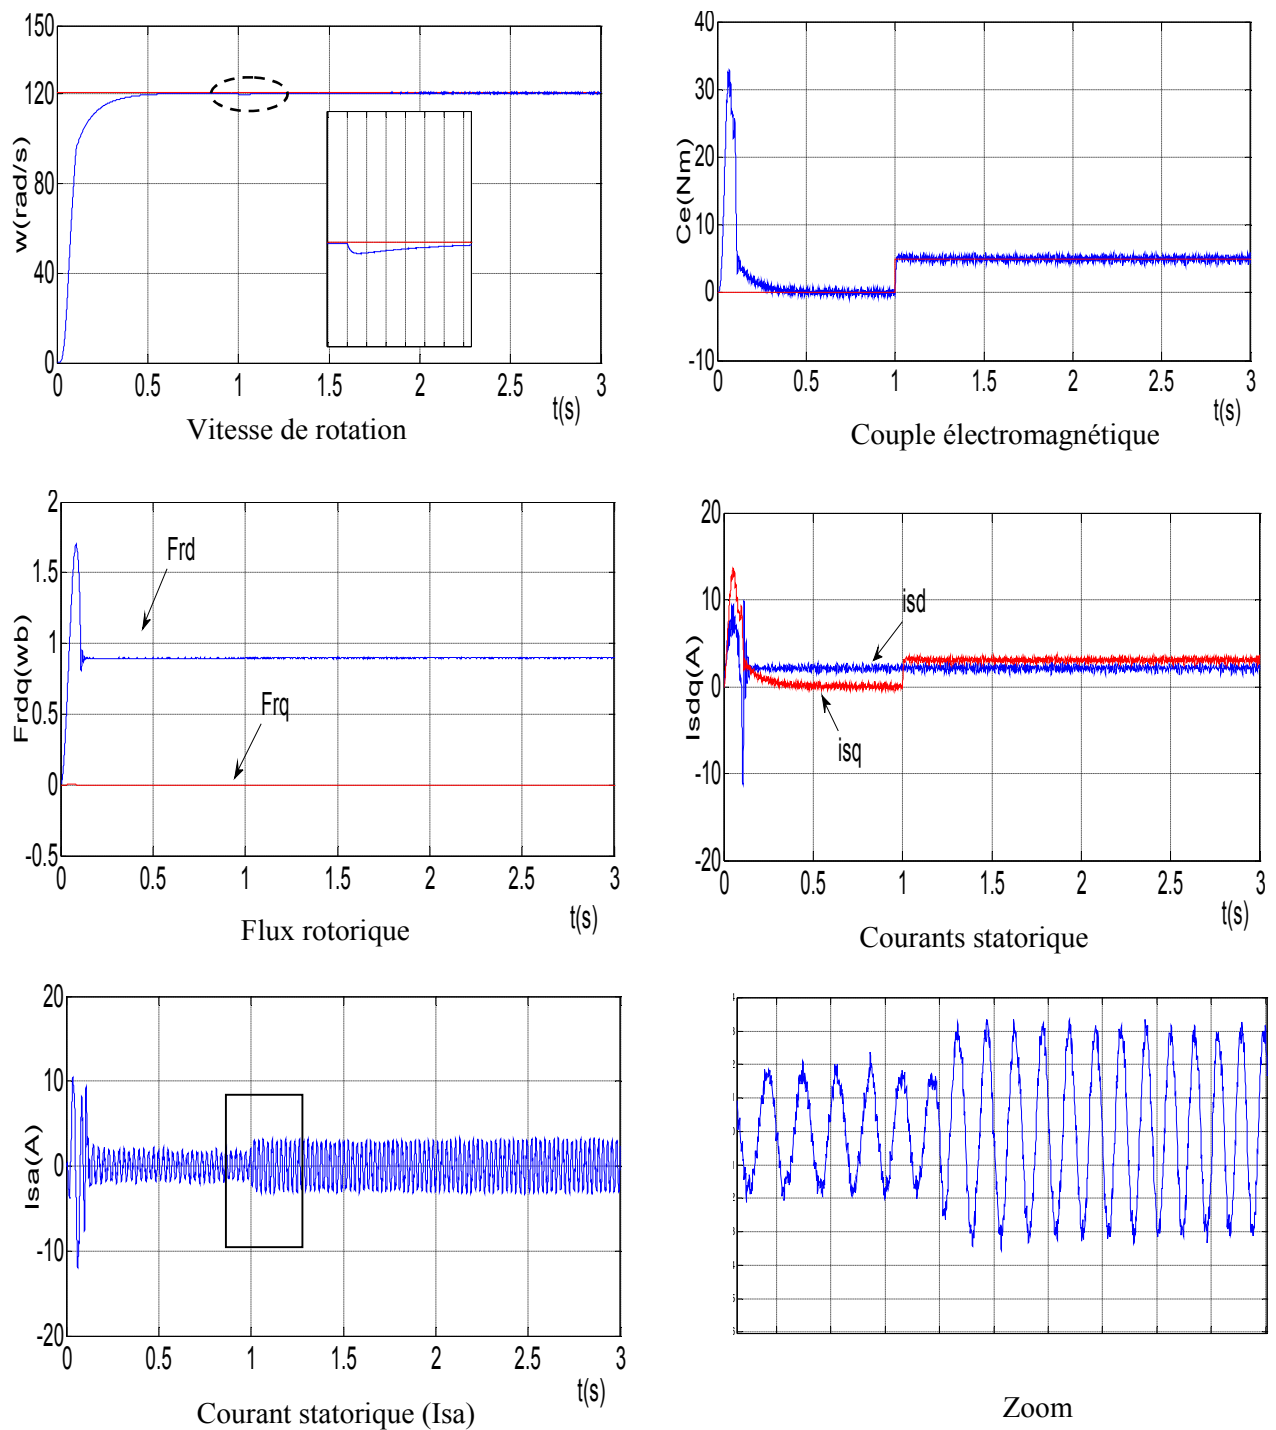 150
120
80
40
0
w(rad/s)
0 0.5 1 1.5 2 2.5 3
t(s)
Vitesse de rotation
40
30
20
10
0
-10
Ce(Nm)
0 0.5 1 1.5 2 2.5 3
t(s)
Couple électromagnétique
2
1.5
1
0.5
0
-0.5
Frdq(wb)
Frd
Frq
0 0.5 1 1.5 2 2.5 3
t(s)
Flux rotorique
20
10
0
-10
-20
Isdq(A)
isd
isq
0 0.5 1 1.5 2 2.5 3
t(s)
Courants statorique
20
10
0
-10
-20
Isa(A)
0 0.5 1 1.5 2 2.5 3
t(s)
Courant statorique (Isa)
Zoom